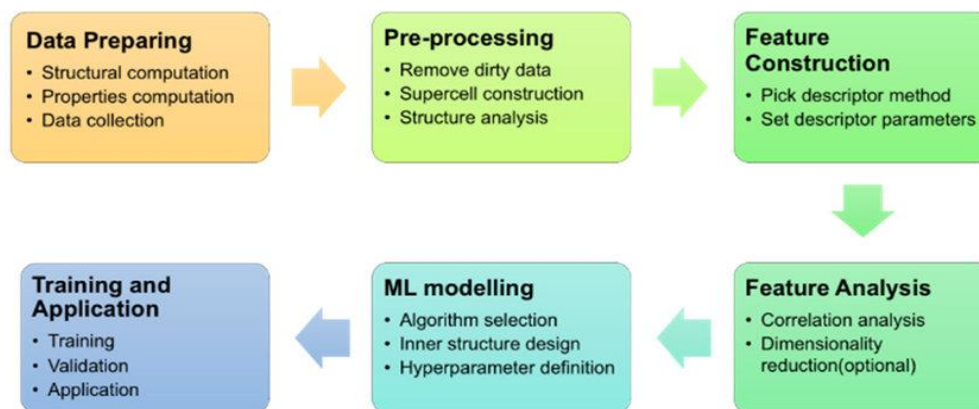 Data Preparing
• Structural computation
• Properties computation
• Data collection
Pre-processing
• Remove dirty data
• Supercell construction
• Structure analysis
Feature
Construction
• Pick descriptor method
• Set descriptor parameters
Feature Analysis
• Correlation analysis
• Dimensionality
reduction(optional)
ML modelling
• Algorithm selection
• Inner structure design
• Hyperparameter definition
Training and
Application
• Training
• Validation
• Application